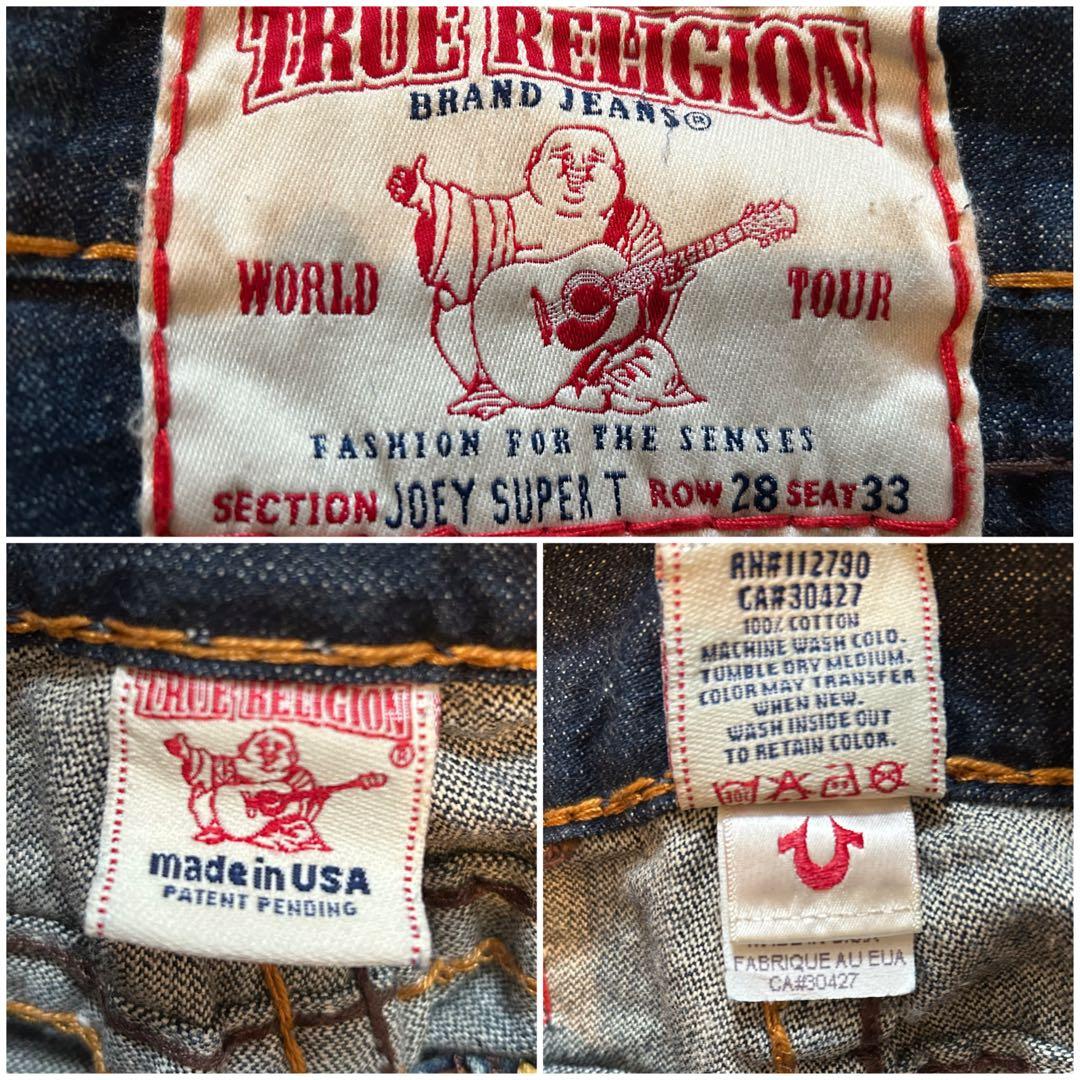 TRUE RELIGION
BRAND JEANS®
WORLD TOUR
FASHION FOR THE SENSES
SECTION JOEY SUPER T ROW 28 SEAT 33
TRUE RELIGION
®
made in USA
PATENT PENDING
RN#112790
CA#30427
100% COTTON
MACHINE WASH COLD.
TUMBLE DRY MEDIUM.
COLOR MAY TRANSFER
WHEN NEW.
WASH INSIDE OUT
TO RETAIN COLOR.
FABRIQUE AU EUA
CA#30427